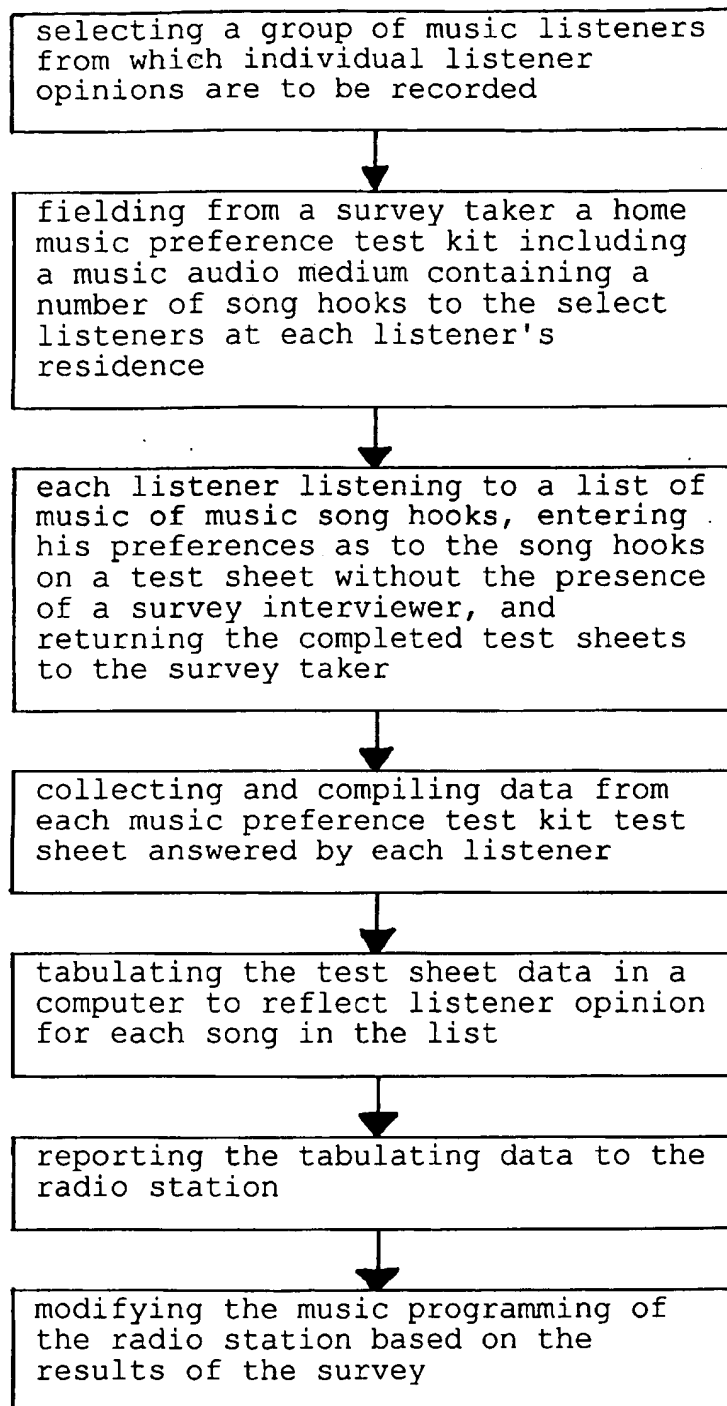 selecting a group of music listeners
from which individual listener
opinions are to be recorded
fielding from a survey taker a home
music preference test kit including
a music audio medium containing a
number of song hooks to the select
listeners at each listener's
residence
each listener listening to a list of
music of music song hooks, entering
his preferences as to the song hooks
on a test sheet without the presence
of a survey interviewer, and
returning the completed test sheets
to the survey taker
collecting and compiling data from
each music preference test kit test
sheet answered by each listener
tabulating the test sheet data in a
computer to reflect listener opinion
for each song in the list
reporting the tabulating data to the
radio station
modifying the music programming of
the radio station based on the
results of the survey